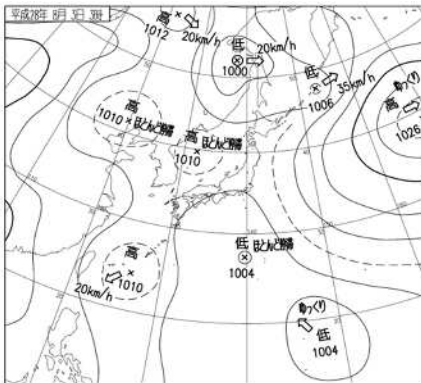 平成28年 8月 3日 3時
高
1012
20km/h
低
1000
20km/h
低
1006
35km/h
ゆっくり
高
1026
高
1010
ほとんど停滞
高
ほとんど停滞
1010
低
ほとんど停滞
1004
高
1010
20km/h
ゆっくり
低
1004